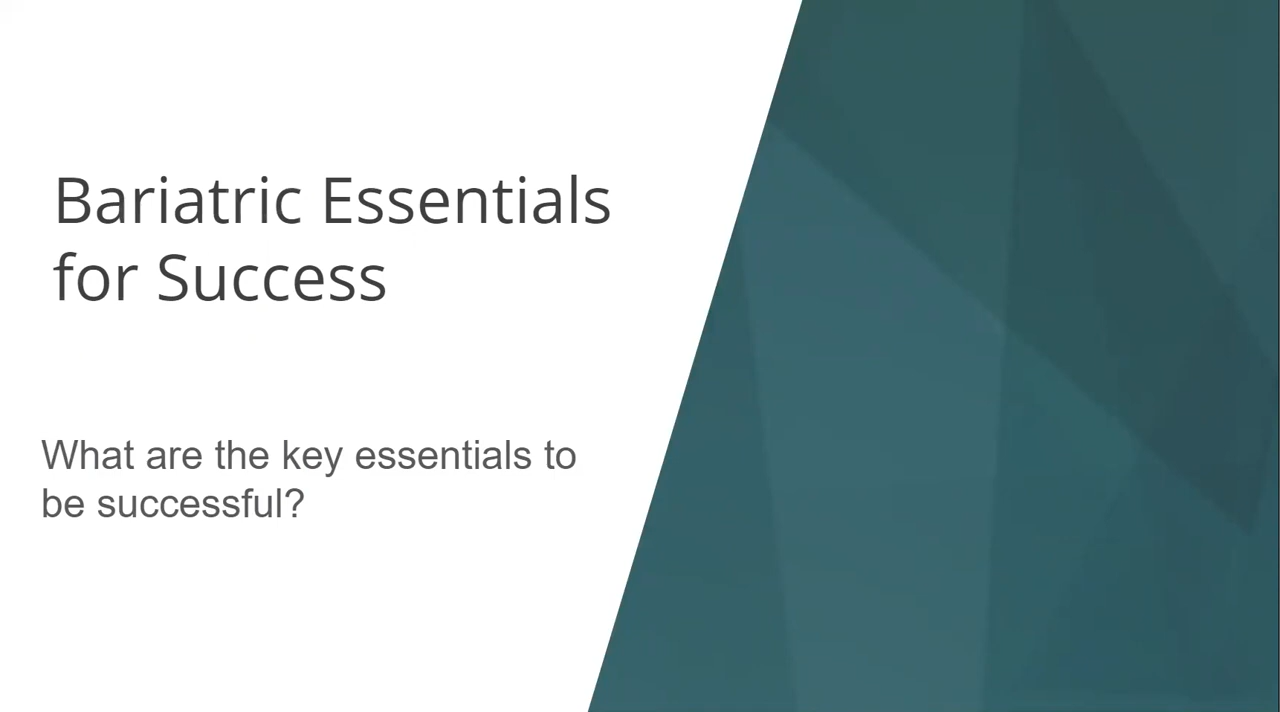 Bariatric Essentials
for Success
What are the key essentials to
be successful?